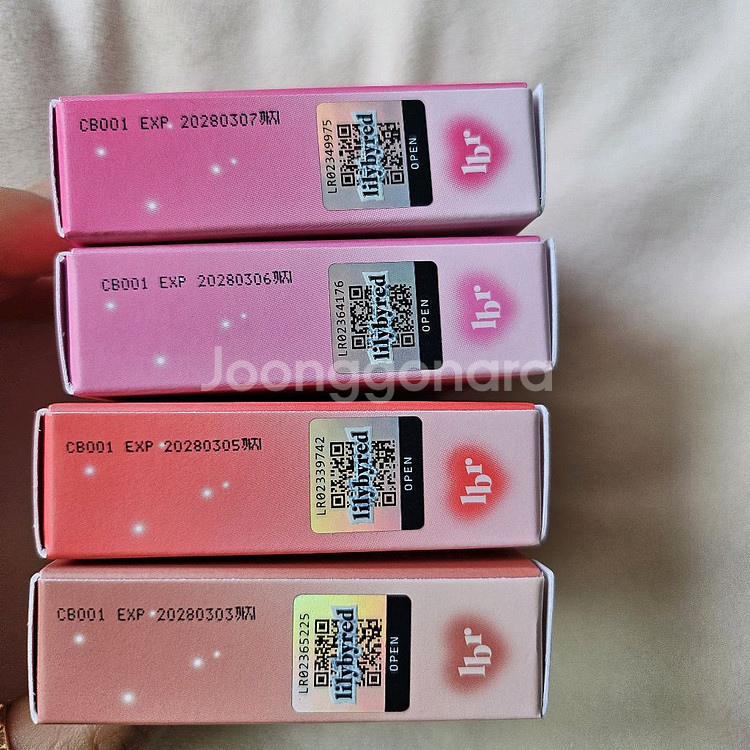 CB001 EXP 20280307까지
LR02349975
lilybyred
OPEN
lbr
CB001 EXP 20280306까지
LR02364176
lilybyred
OPEN
lbr
Joonggonara
CB001 EXP 20280305까지
LR02339742
lilybyred
OPEN
lbr
CB001 EXP 20280303까지
LR02365225
lilybyred
OPEN
lbr